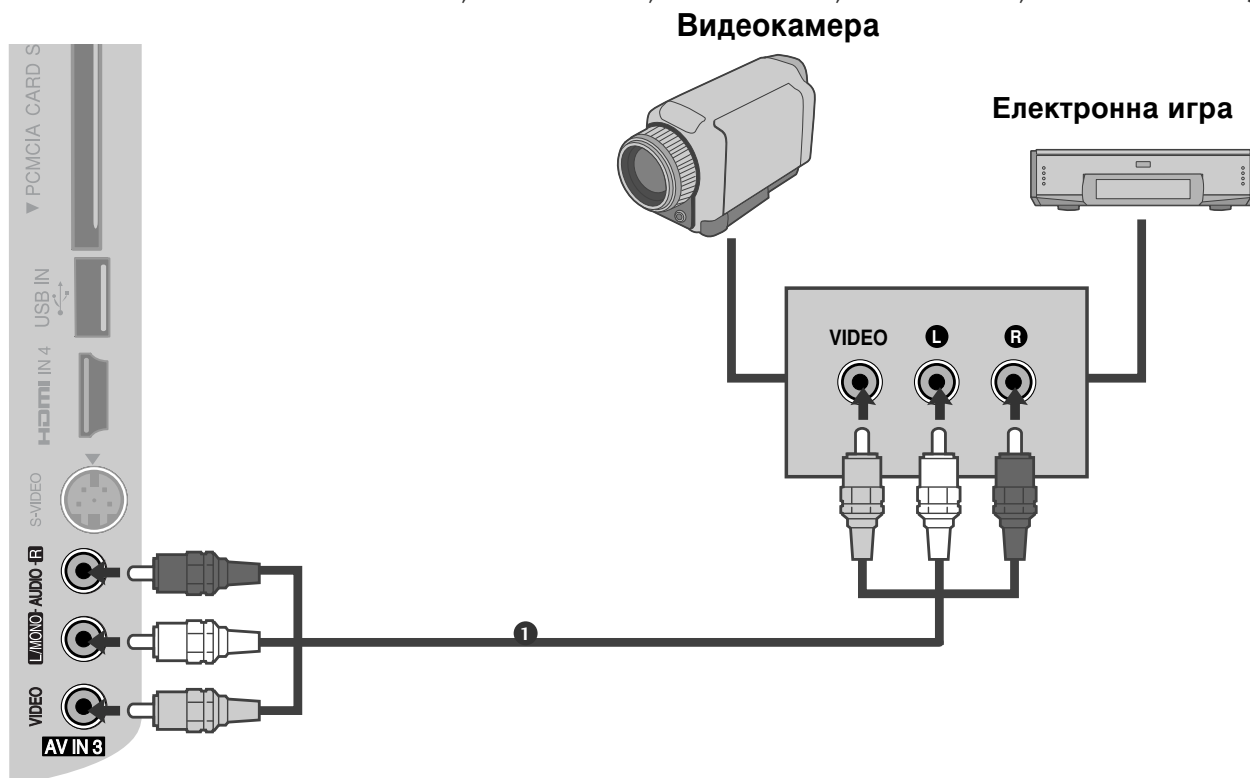 Видеокамера
Електронна игра
▼ PCMCIA CARD S
USB IN
HDMI IN 4
S-VIDEO
L/MONO- AUDIO -R
VIDEO
AV IN 3
VIDEO L R
1